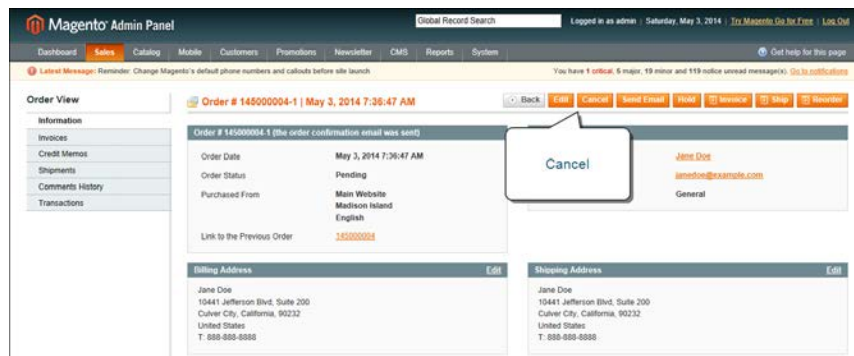 Magento Admin Panel
Global Record Search
Logged in as admin | Saturday, May 3, 2014 | Try Magento Go for Free | Log Out
Dashboard Sales Catalog Mobile Customers Promotions Newsletter CMS Reports System Get help for this page
Latest Message: Reminder: Change Magento's default phone numbers and callouts before site launch
You have 1 critical, 6 major, 19 minor and 119 notice unread message(s). Go to notifications
Order View
Information
Invoices
Credit Memos
Shipments
Comments History
Transactions
Order # 145000004-1 | May 3, 2014 7:36:47 AM
Back Edit Cancel Send Email Hold Invoice Ship Reorder
Order # 145000004-1 (the order confirmation email was sent)
Order Date May 3, 2014 7:36:47 AM
Order Status Pending
Purchased From Main Website
Madison Island
English
Link to the Previous Order 145000004
Cancel
Jane Doe
janedoe@example.com
General
Billing Address Edit
Jane Doe
10441 Jefferson Blvd, Suite 200
Culver City, California, 90232
United States
T: 888-888-8888
Shipping Address Edit
Jane Doe
10441 Jefferson Blvd, Suite 200
Culver City, California, 90232
United States
T: 888-888-8888